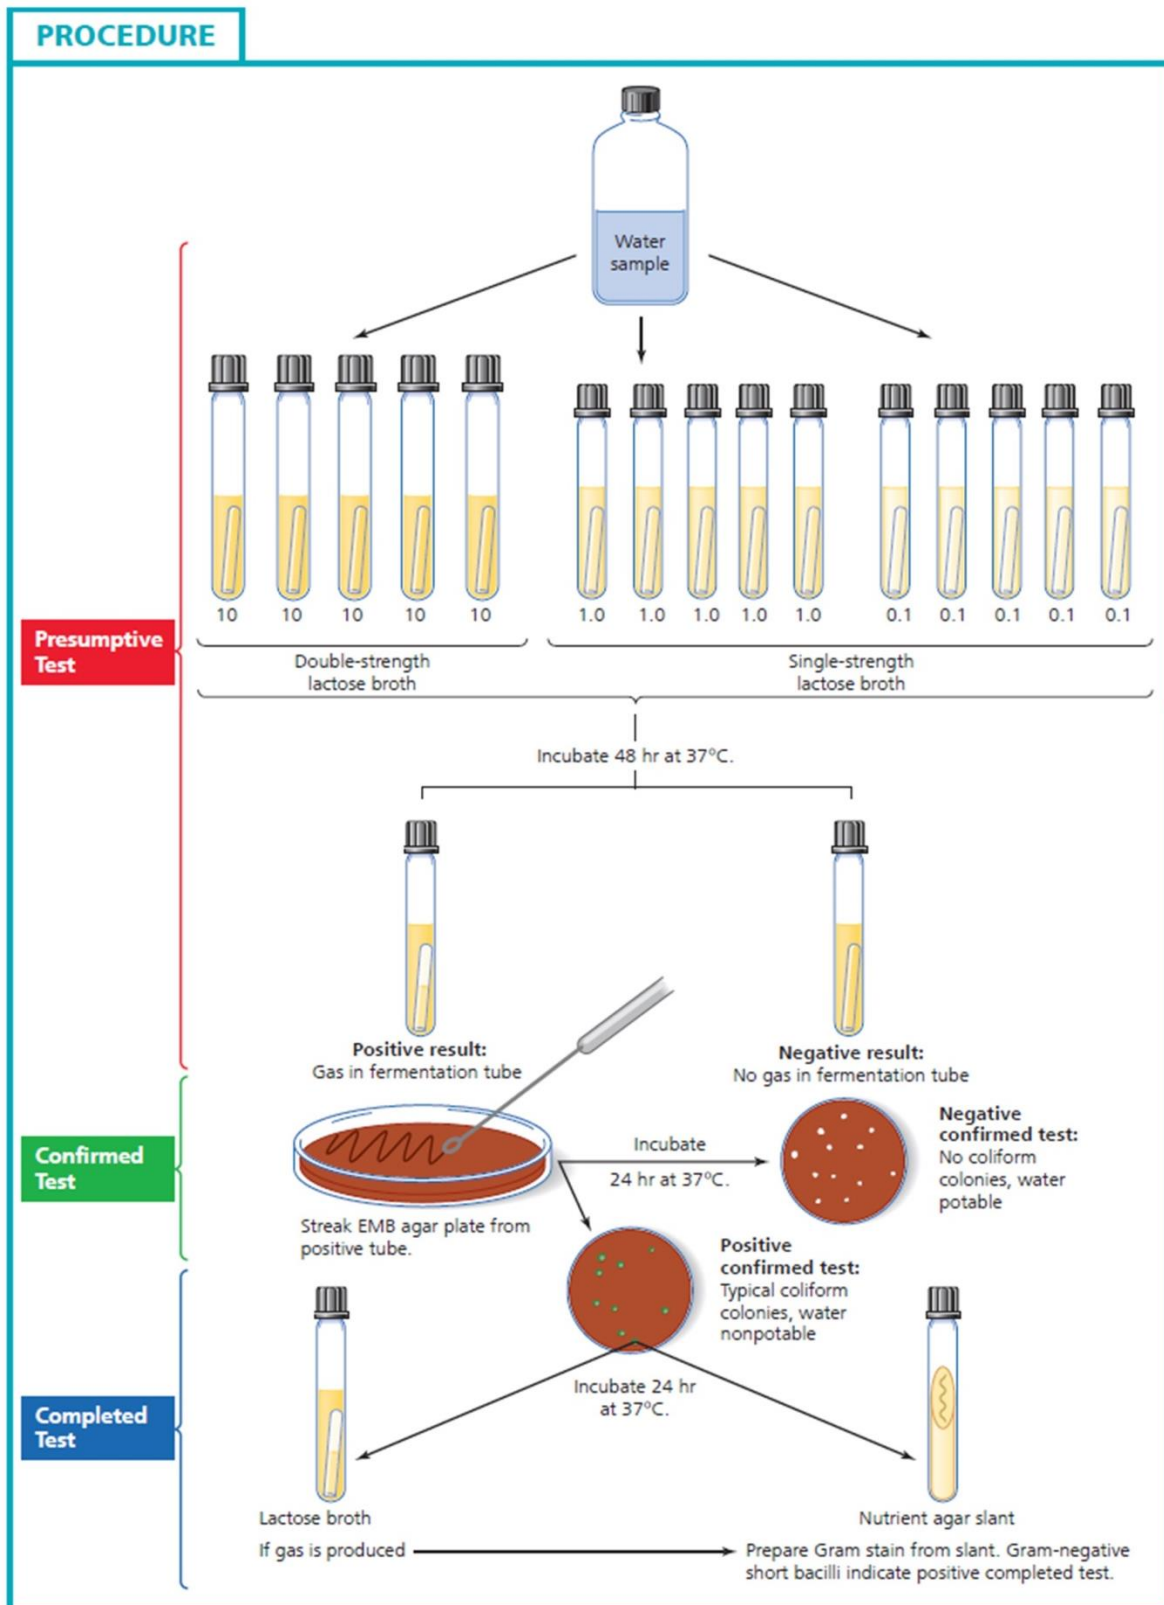 PROCEDURE
Water
sample
10 10 10 10 10 1.0 1.0 1.0 1.0 1.0 0.1 0.1 0.1 0.1 0.1
Presumptive
Test
Double-strength
lactose broth
Single-strength
lactose broth
Incubate 48 hr at 37°C.
Positive result:
Gas in fermentation tube
Negative result:
No gas in fermentation tube
Confirmed
Test
Streak EMB agar plate from
positive tube.
Incubate
24 hr at 37°C.
Negative
confirmed test:
No coliform
colonies, water
potable
Positive
confirmed test:
Typical coliform
colonies, water
nonpotable
Completed
Test
Incubate 24 hr
at 37°C.
Lactose broth
If gas is produced
Nutrient agar slant
Prepare Gram stain from slant. Gram-negative
short bacilli indicate positive completed test.